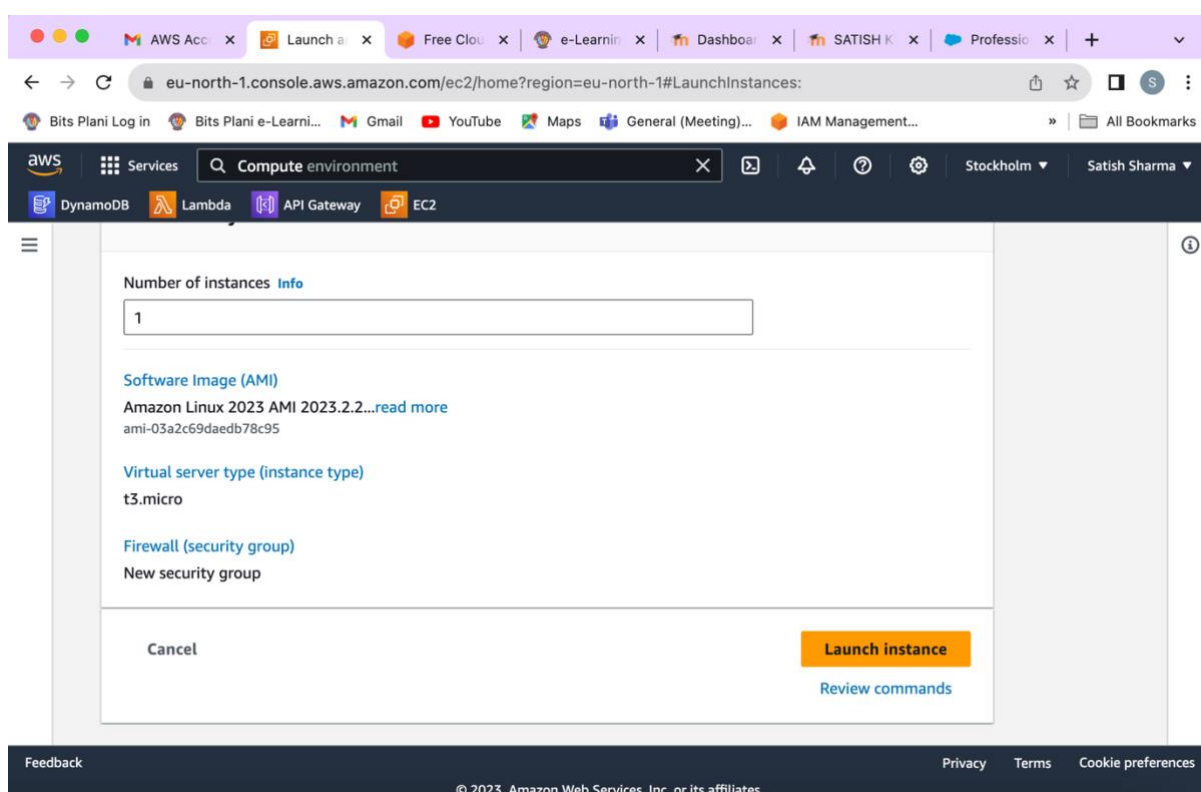 AWS Acc Launch a Free Clou e-Learnin Dashboar SATISH K Professio
eu-north-1.console.aws.amazon.com/ec2/home?region=eu-north-1#LaunchInstances: S
Bits Plani Log in Bits Plani e-Learni... Gmail YouTube Maps General (Meeting)... IAM Management... » All Bookmarks
aws Services Compute environment Stockholm Satish Sharma
DynamoDB Lambda API Gateway EC2
Number of instances Info
1
Software Image (AMI)
Amazon Linux 2023 AMI 2023.2.2...read more
ami-03a2c69daedb78c95
Virtual server type (instance type)
t3.micro
Firewall (security group)
New security group
Cancel Launch instance
Review commands
Feedback Privacy Terms Cookie preferences
© 2023, Amazon Web Services, Inc. or its affiliates.